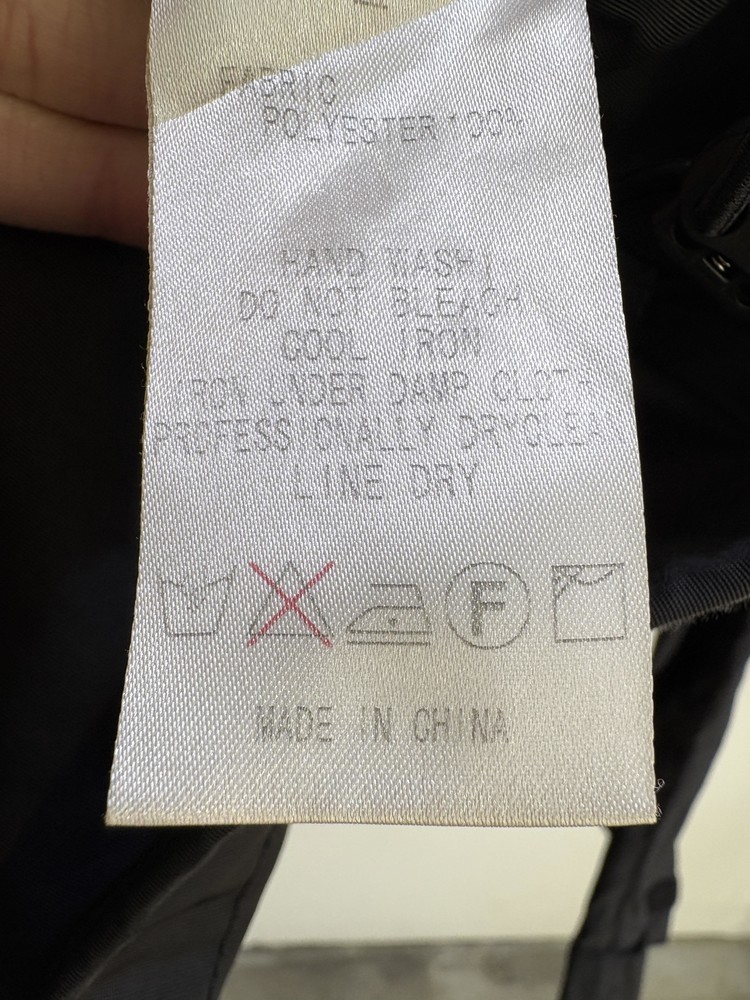 FABRIC
POLYESTER 100%
HAND WASH
DO NOT BLEACH
COOL IRON
IRON UNDER DAMP CLOTH
PROFESSIONALLY DRYCLEAN
LINE DRY
F
MADE IN CHINA